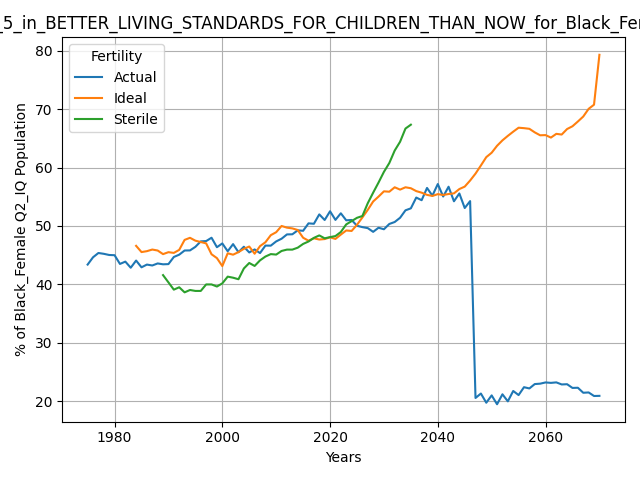 _5_in_BETTER_LIVING_STANDARDS_FOR_CHILDREN_THAN_NOW_for_Black_Fe
Fertility
Actual
Ideal
Sterile
% of Black_Female Q2_IQ Population
80
70
60
50
40
30
20
1980
2000
2020
2040
2060
Years